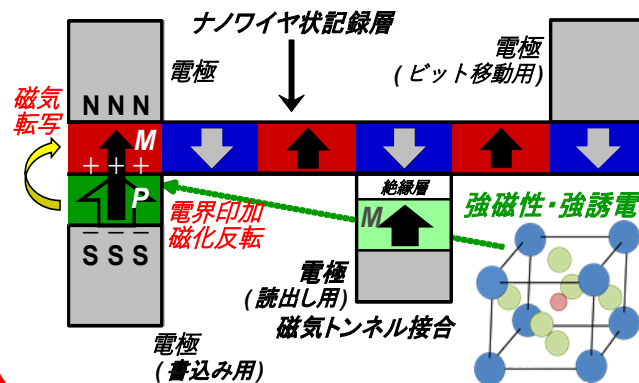 ナノワイヤ状記録層
電極
電極
(ビット移動用)
磁気
転写
N N N
M
+ + +
P
S S S
電界印加
磁化反転
絶縁層
M
強磁性・強誘電
電極
(読出し用)
磁気トンネル接合
電極
(書込み用)